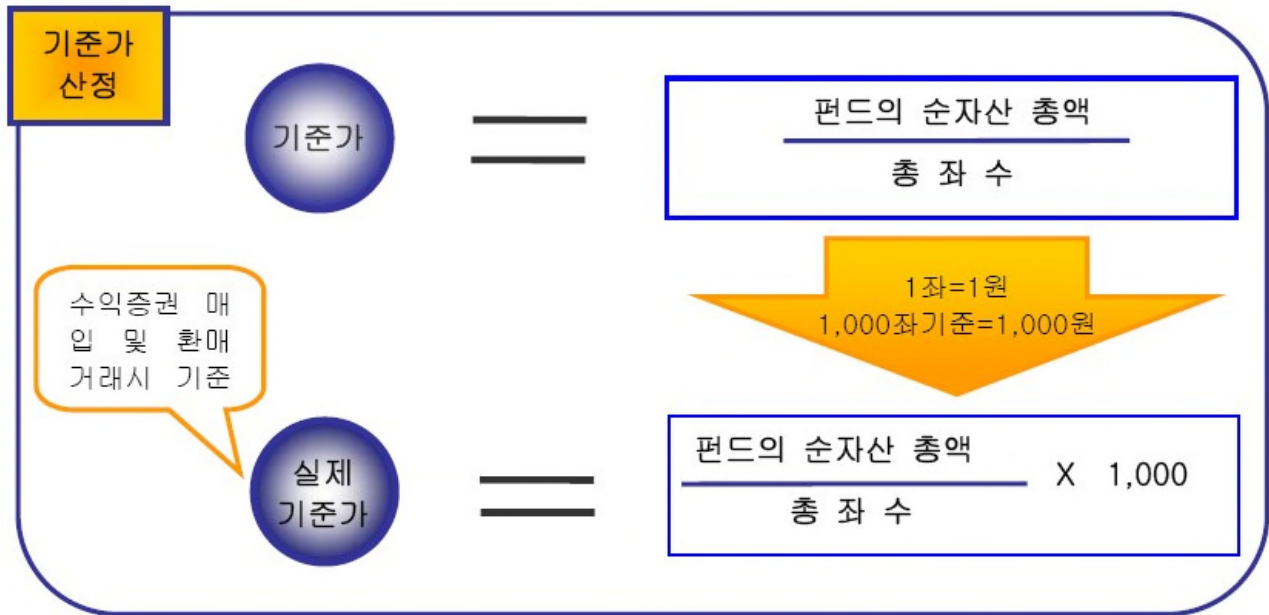 기준가
산정
기준가
펀드의 순자산 총액
총 좌 수
1좌=1원
1,000좌기준=1,000원
수익증권 매
입 및 환매
거래시 기준
실제
기준가
펀드의 순자산 총액
총 좌 수
X 1,000